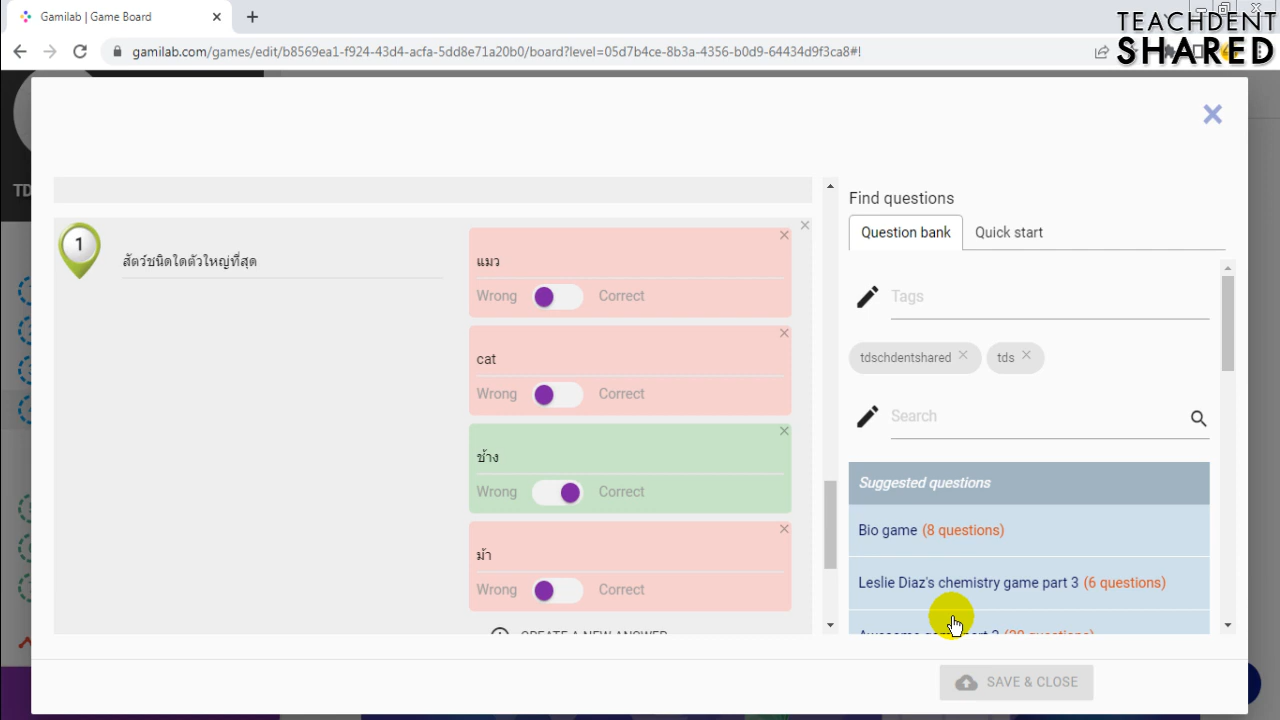 Gamilab | Game Board
TEACHDENT
SHARED
gamilab.com/games/edit/b8569ea1-f924-43d4-acfa-5dd8e71a20b0/board?level=05d7b4ce-8b3a-4356-b0d9-64434d9f3ca8#!
TD
1
สัตว์ชนิดใดตัวใหญ่ที่สุด
แมว
Wrong Correct
cat
Wrong Correct
ช้าง
Wrong Correct
ม้า
Wrong Correct
CREATE A NEW ANSWER
Find questions
Question bank Quick start
Tags
tdschdentshared tds
Search
Suggested questions
Bio game (8 questions)
Leslie Diaz's chemistry game part 3 (6 questions)
SAVE & CLOSE